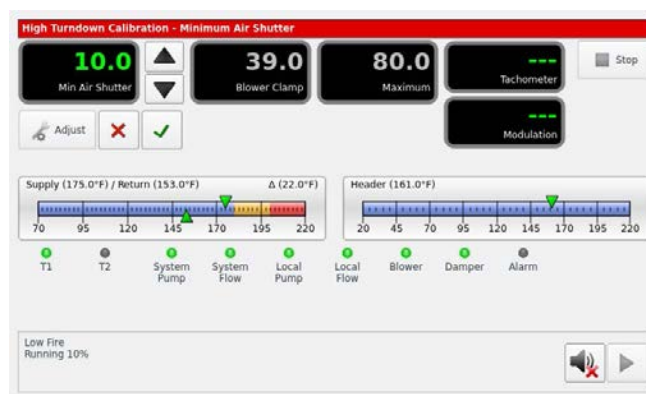 High Turndown Calibration - Minimum Air Shutter
10.0
Min Air Shutter
39.0
Blower Clamp
80.0
Maximum
---
Tachometer
Stop
---
Modulation
Adjust
Supply (175.0°F) / Return (153.0°F) Δ (22.0°F)
70 95 120 145 170 195 220
Header (161.0°F)
20 45 70 95 120 145 170 195 220
T1
T2
System Pump
System Flow
Local Pump
Local Flow
Blower
Damper
Alarm
Low Fire
Running 10%